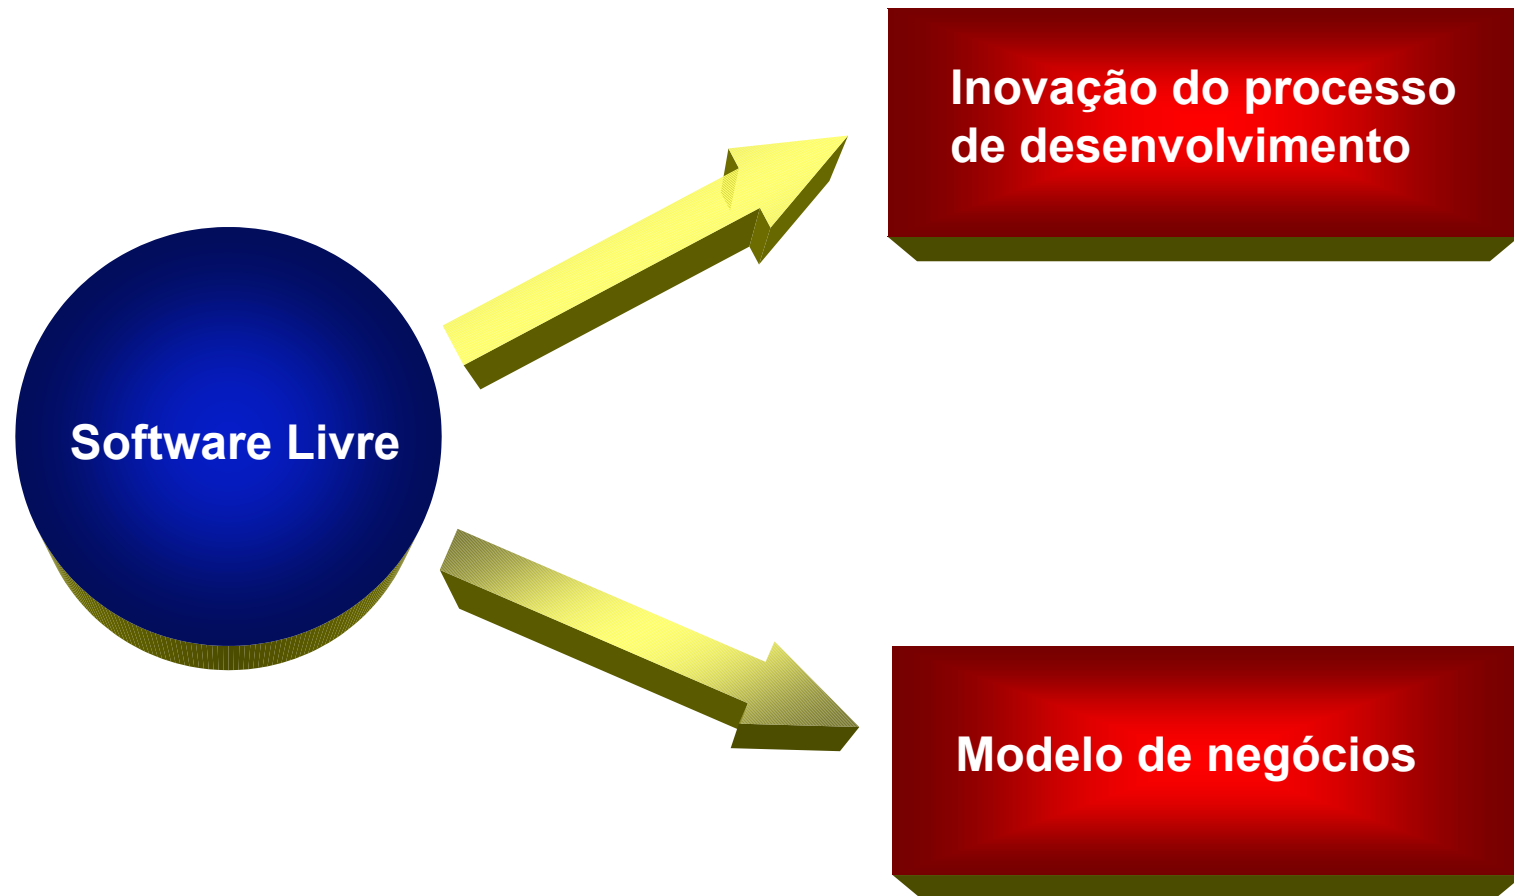 Inovação do processo
de desenvolvimento
Software Livre
Modelo de negócios